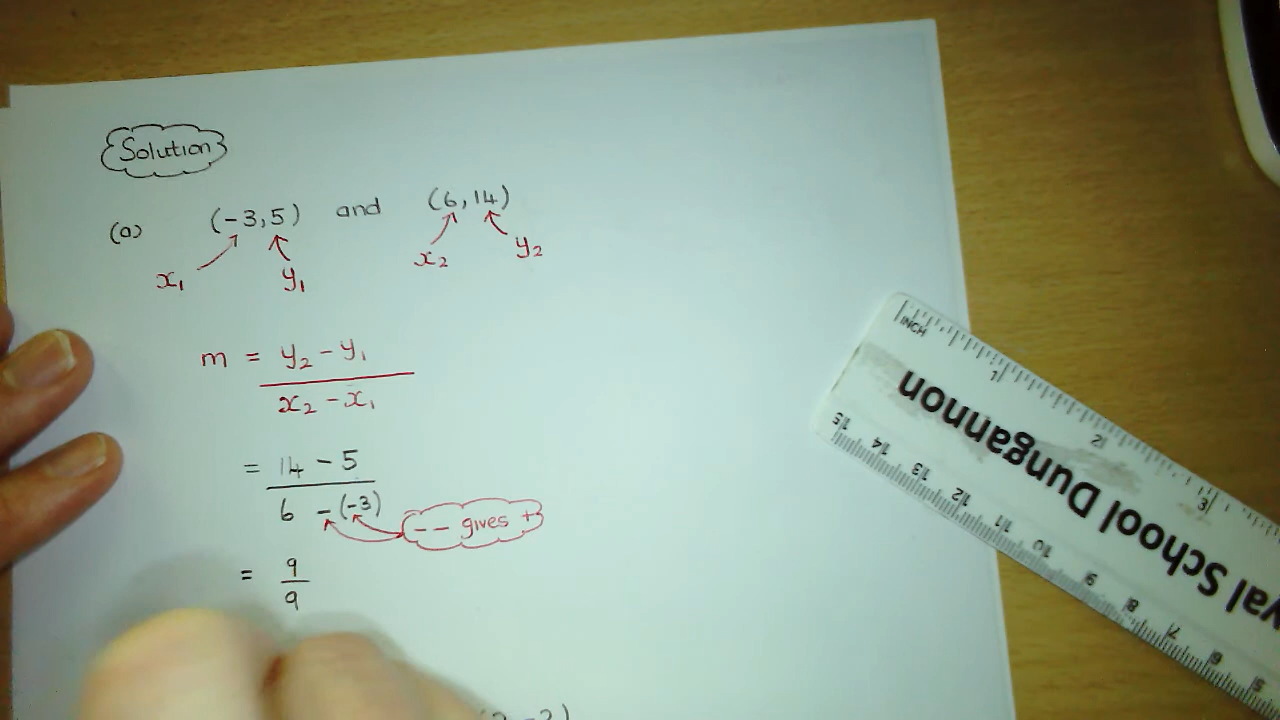 Solution
(a) (-3,5) and (6,14)
x₁ y₁ x₂ y₂
m = y₂ - y₁
x₂ - x₁
= 14 - 5
6 - (-3)
- - gives +
= 9
9
-2)
INCH 1 2 3
yal School Dungannon
15 14 13 12 11 10 9 8 7 6 5